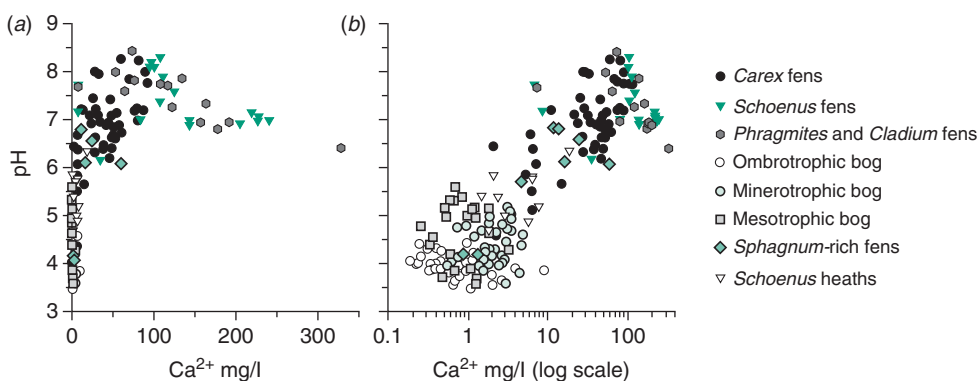 (a)
(b)
9
8
7
6
5
4
3
pH
0
100
200
300
Ca²⁺ mg/l
0.1
1
10
100
Ca²⁺ mg/l (log scale)
Carex fens
Schoenus fens
Phragmites and Cladium fens
Ombrotrophic bog
Minerotrophic bog
Mesotrophic bog
Sphagnum-rich fens
Schoenus heaths